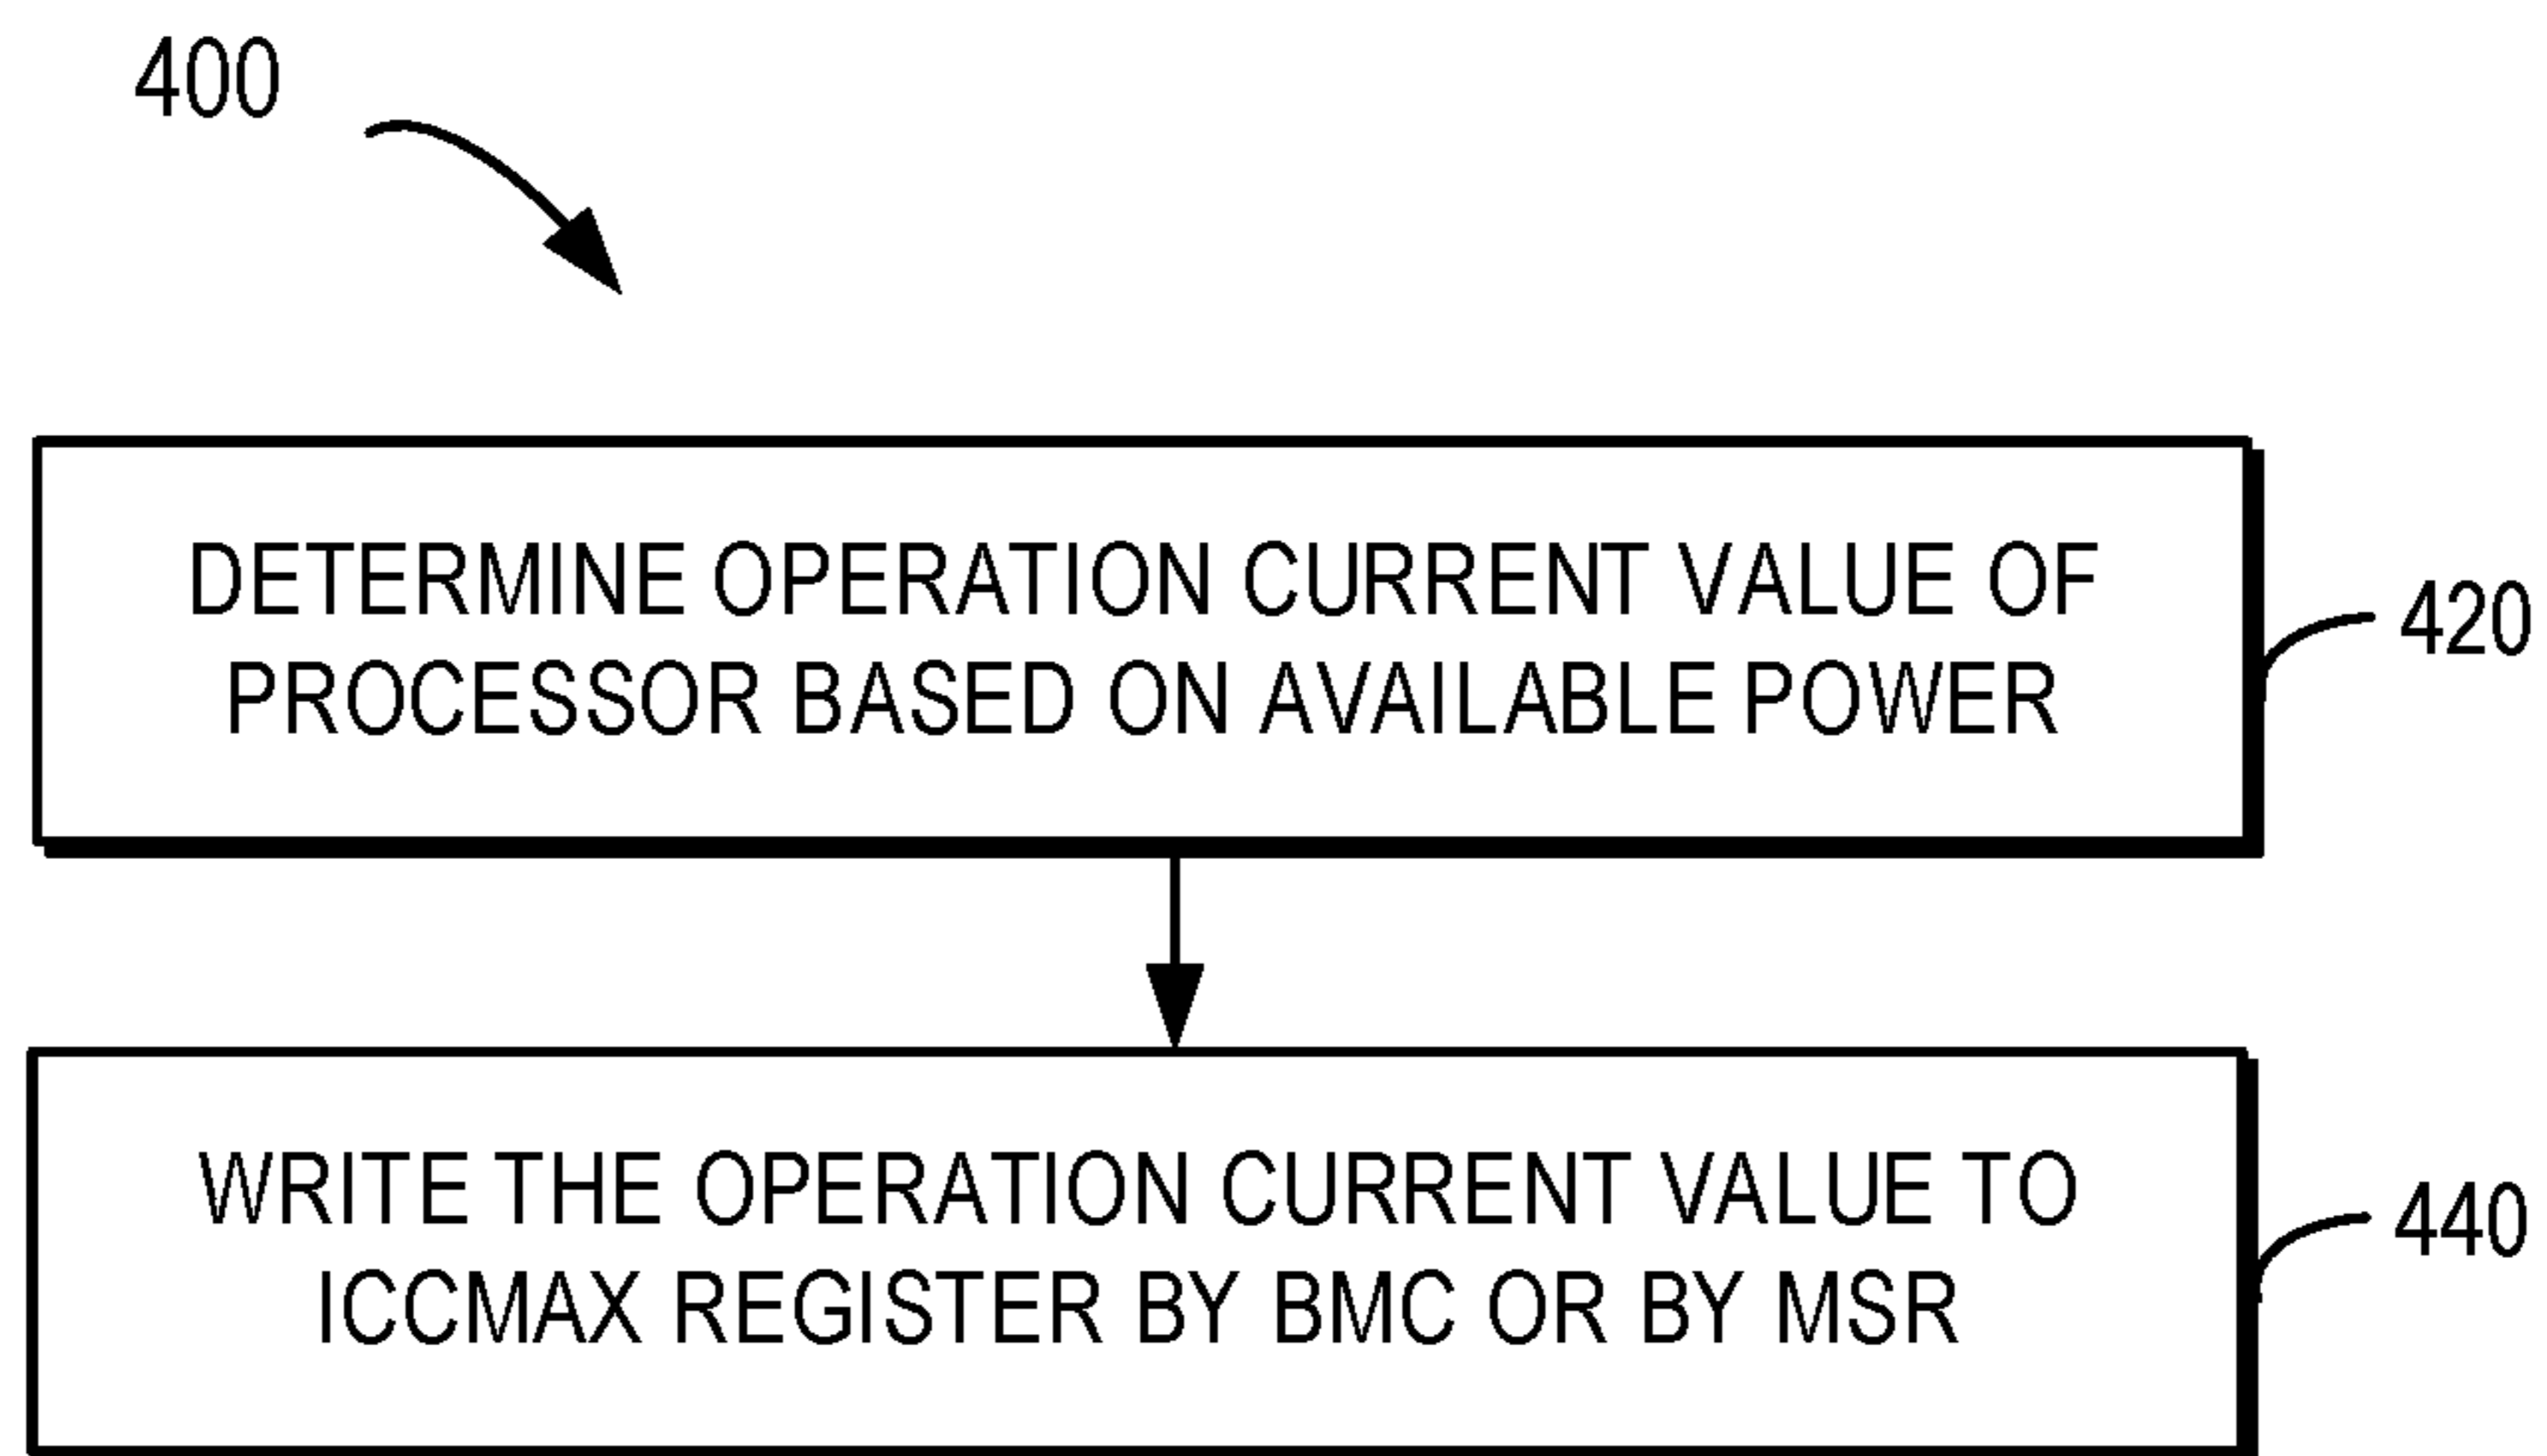 400
DETERMINE OPERATION CURRENT VALUE OF
PROCESSOR BASED ON AVAILABLE POWER
420
WRITE THE OPERATION CURRENT VALUE TO
ICCMAX REGISTER BY BMC OR BY MSR
440